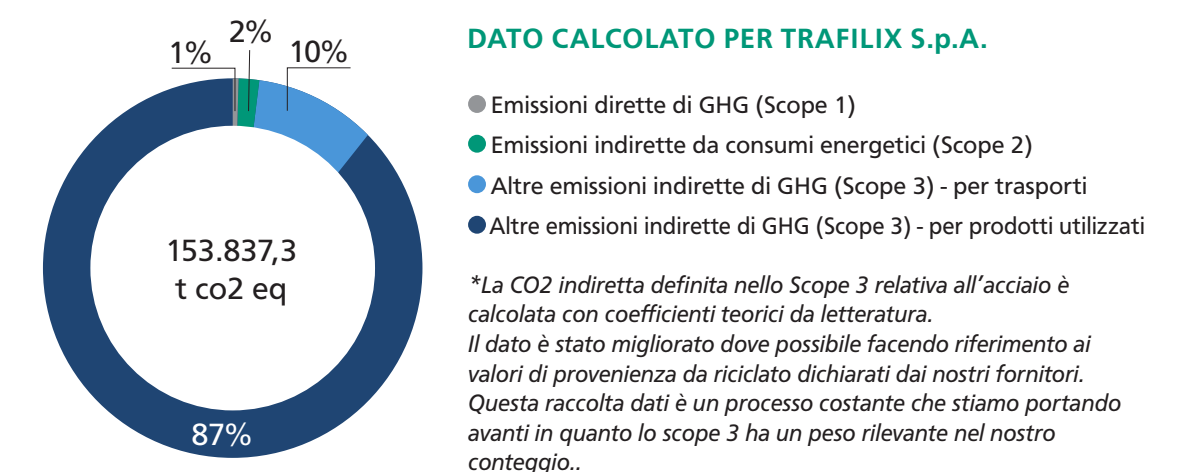 1%
2%
10%
153.837,3
t co2 eq
87%
DATO CALCOLATO PER TRAFILIX S.p.A.
Emissioni dirette di GHG (Scope 1)
Emissioni indirette da consumi energetici (Scope 2)
Altre emissioni indirette di GHG (Scope 3) - per trasporti
Altre emissioni indirette di GHG (Scope 3) - per prodotti utilizzati
*La CO2 indiretta definita nello Scope 3 relativa all’acciaio è
calcolata con coefficienti teorici da letteratura.
Il dato è stato migliorato dove possibile facendo riferimento ai
valori di provenienza da riciclato dichiarati dai nostri fornitori.
Questa raccolta dati è un processo costante che stiamo portando
avanti in quanto lo scope 3 ha un peso rilevante nel nostro
conteggio..